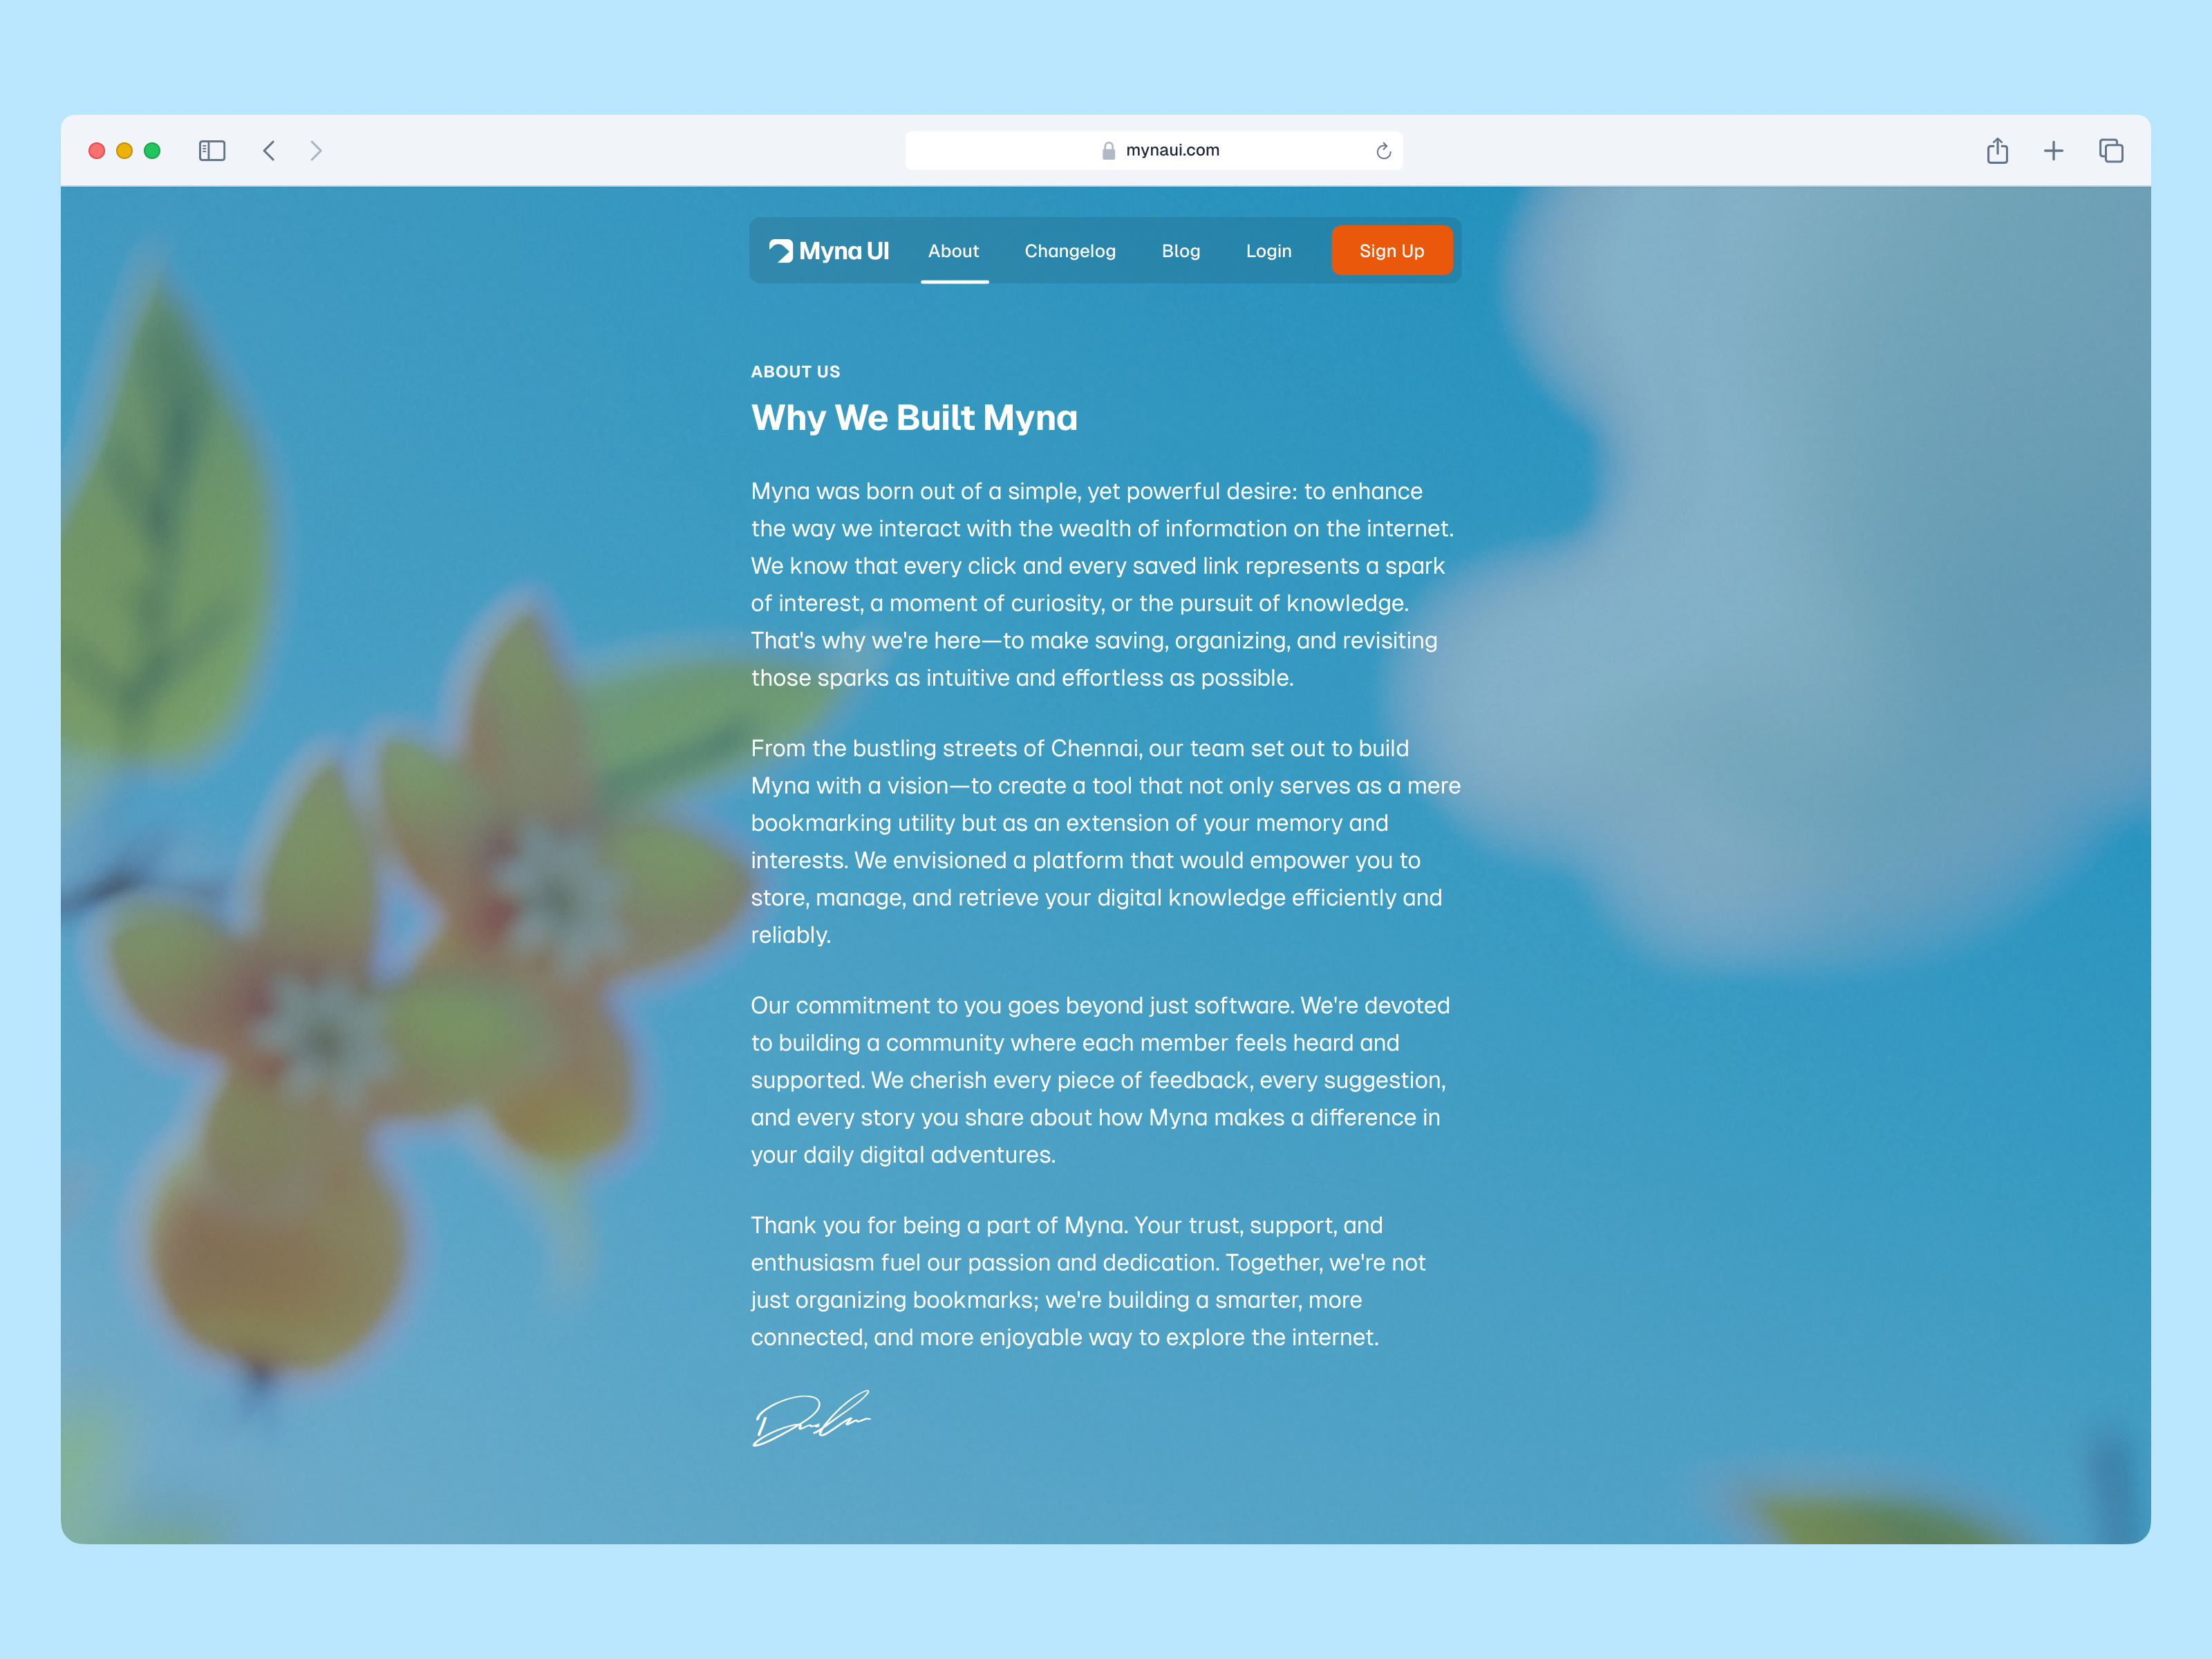 mynaui.com
Myna UI
About
Changelog
Blog
Login
Sign Up
ABOUT US
Why We Built Myna
Myna was born out of a simple, yet powerful desire: to enhance
the way we interact with the wealth of information on the internet.
We know that every click and every saved link represents a spark
of interest, a moment of curiosity, or the pursuit of knowledge.
That's why we're here—to make saving, organizing, and revisiting
those sparks as intuitive and effortless as possible.
From the bustling streets of Chennai, our team set out to build
Myna with a vision—to create a tool that not only serves as a mere
bookmarking utility but as an extension of your memory and
interests. We envisioned a platform that would empower you to
store, manage, and retrieve your digital knowledge efficiently and
reliably.
Our commitment to you goes beyond just software. We're devoted
to building a community where each member feels heard and
supported. We cherish every piece of feedback, every suggestion,
and every story you share about how Myna makes a difference in
your daily digital adventures.
Thank you for being a part of Myna. Your trust, support, and
enthusiasm fuel our passion and dedication. Together, we're not
just organizing bookmarks; we're building a smarter, more
connected, and more enjoyable way to explore the internet.